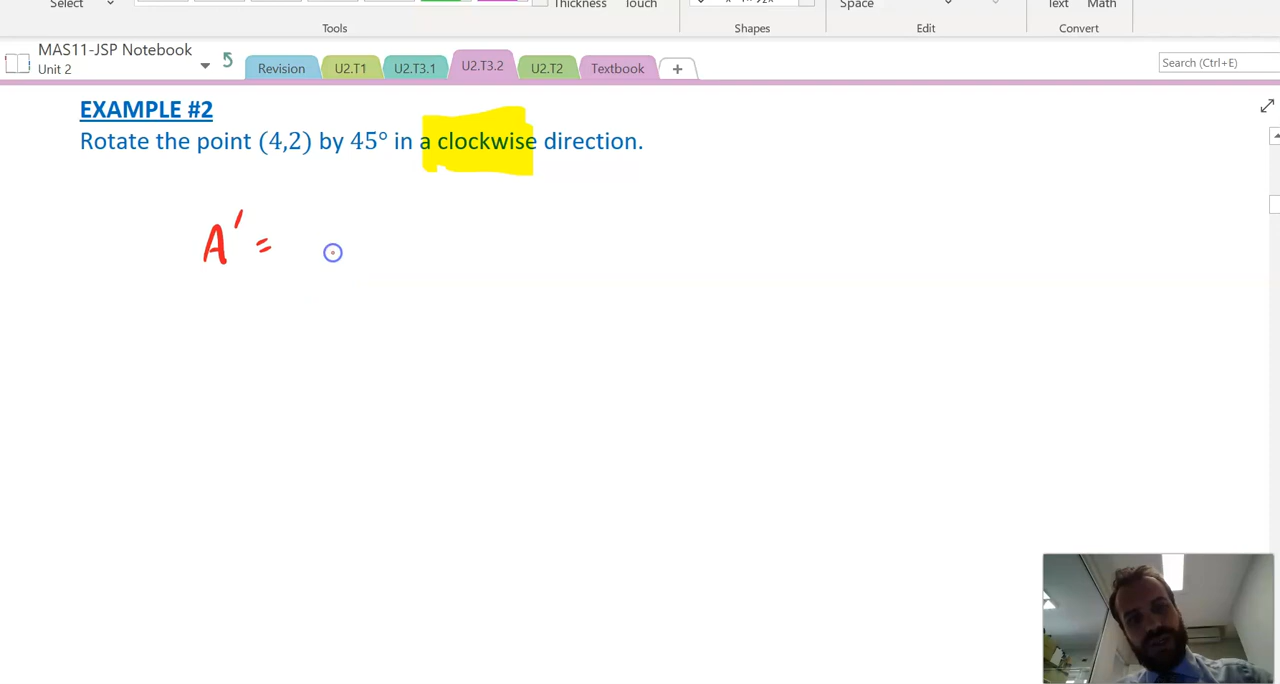 Select
Thickness
Touch
Space
Text
Math
Tools
Shapes
Edit
Convert
MAS11-JSP Notebook
Unit 2
Revision
U2.T1
U2.T3.1
U2.T3.2
U2.T2
Textbook
+
Search (Ctrl+E)
EXAMPLE #2
Rotate the point (4,2) by 45° in a clockwise direction.
A' =